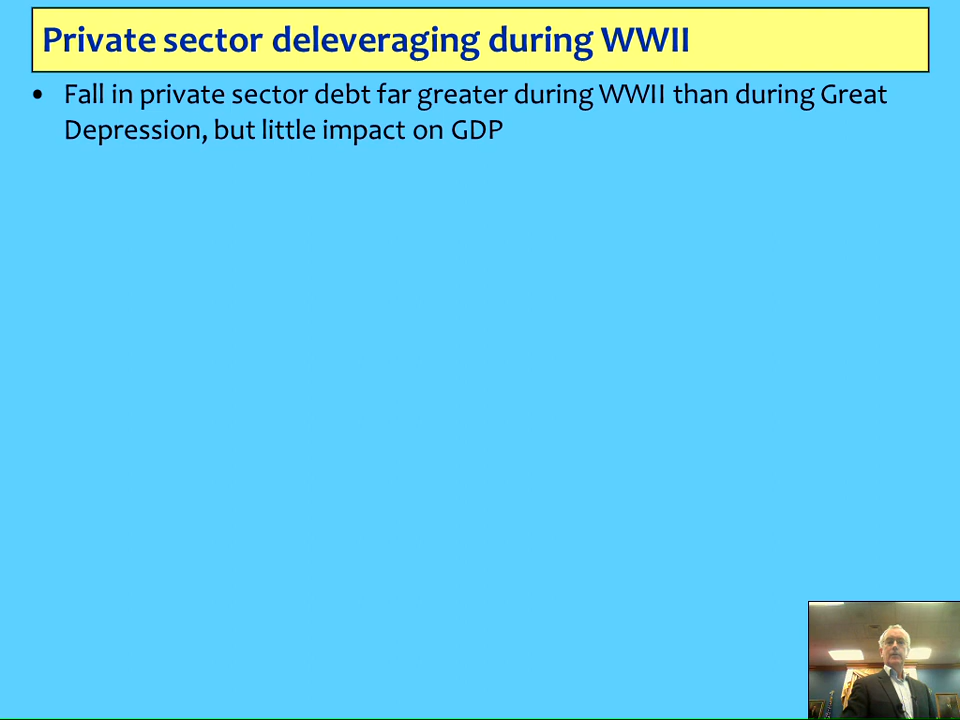 Private sector deleveraging during WWII
• Fall in private sector debt far greater during WWII than during Great
Depression, but little impact on GDP